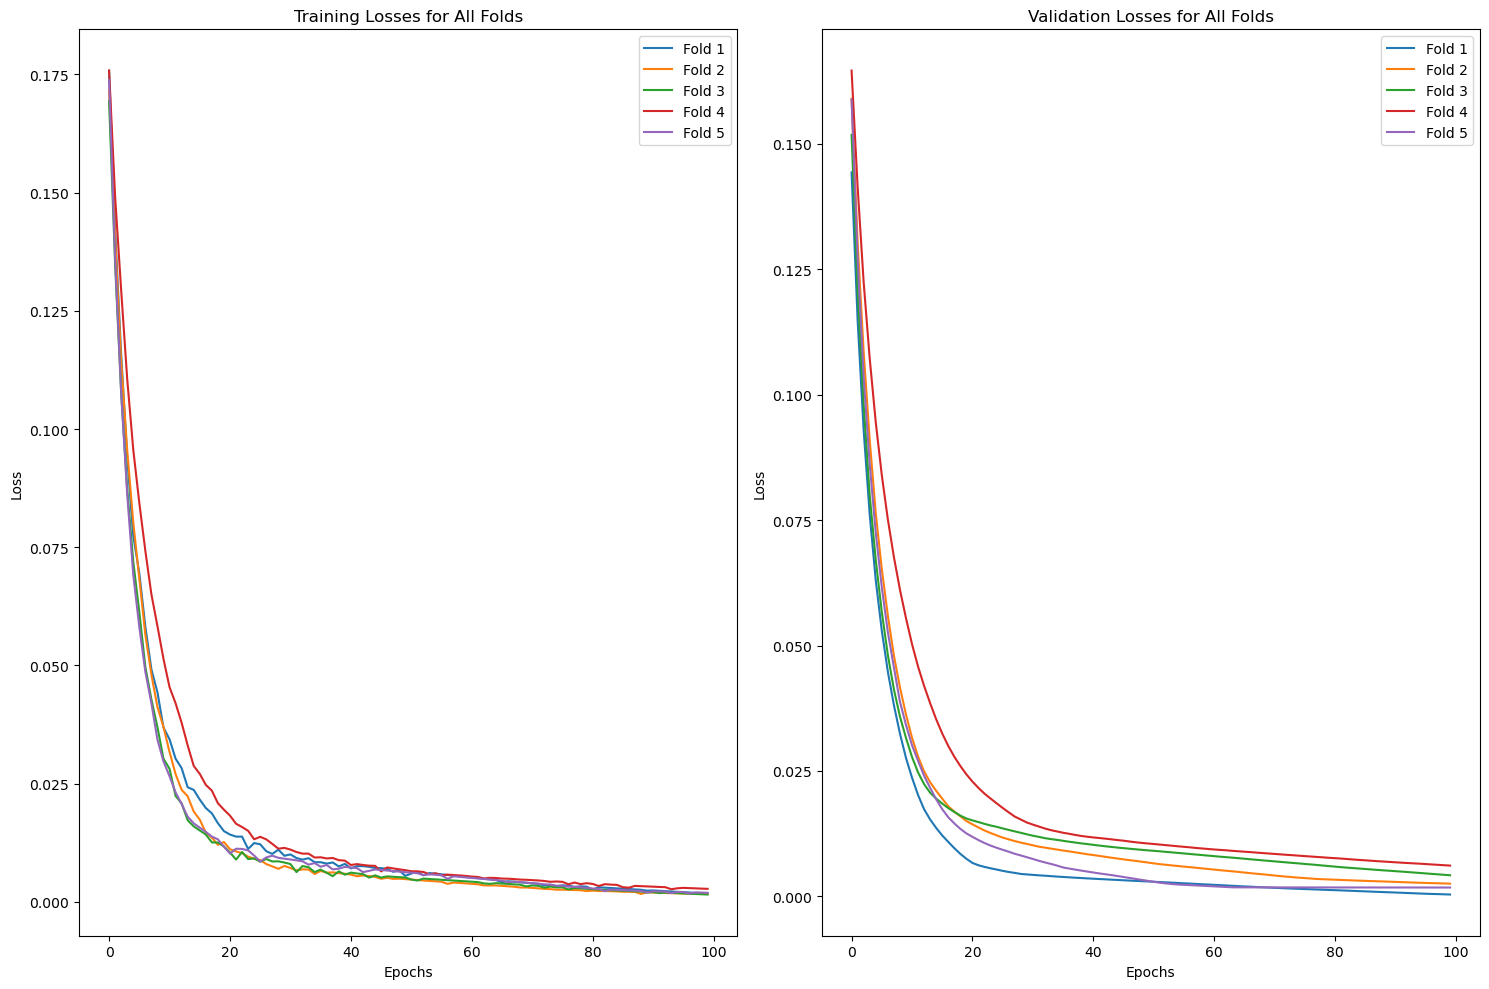 Training Losses for All Folds
0.175
0.150
0.125
0.100
0.075
0.050
0.025
0.000
Loss
0
20
40
60
80
100
Epochs
Fold 1
Fold 2
Fold 3
Fold 4
Fold 5
Validation Losses for All Folds
0.150
0.125
0.100
0.075
0.050
0.025
0.000
Loss
0
20
40
60
80
100
Epochs
Fold 1
Fold 2
Fold 3
Fold 4
Fold 5